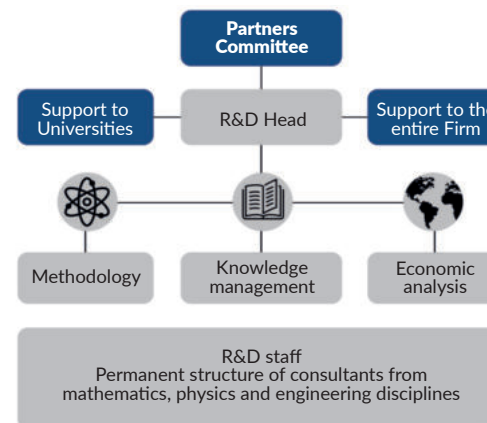 Partners
Committee
Support to
Universities
R&D Head
Support to the
entire Firm
Methodology
Knowledge
management
Economic
analysis
R&D staff
Permanent structure of consultants from
mathematics, physics and engineering disciplines